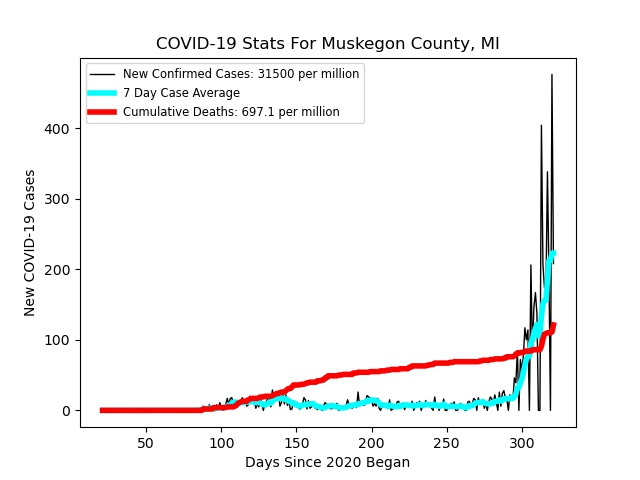 COVID-19 Stats For Muskegon County, MI
New Confirmed Cases: 31500 per million
7 Day Case Average
Cumulative Deaths: 697.1 per million
400
300
200
100
0
New COVID-19 Cases
50 100 150 200 250 300
Days Since 2020 Began